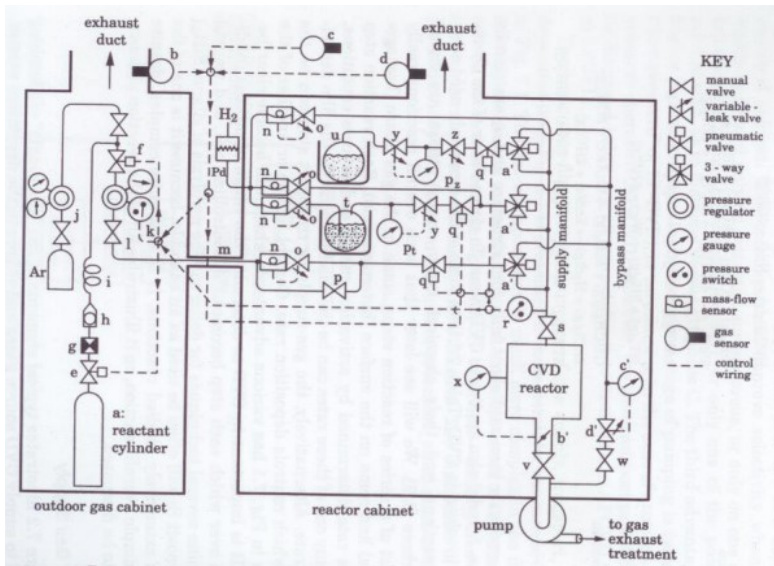 exhaust
duct
b
c
d
exhaust
duct
KEY
manual
valve
variable -
leak valve
pneumatic
valve
3 - way
valve
pressure
regulator
pressure
gauge
pressure
switch
mass-flow
sensor
gas
sensor
control
wiring
f
j
k
l
Ar
i
h
g
e
a:
reactant
cylinder
outdoor gas cabinet
H2
Pd
m
n
o
u
y
z
q
a'
n
o
pz
n
o
t
y
q
a'
pt
n
o
p
q
a'
r
supply manifold
bypass manifold
s
x
CVD
reactor
c'
b'
d'
v
w
reactor cabinet
pump
to gas
exhaust
treatment